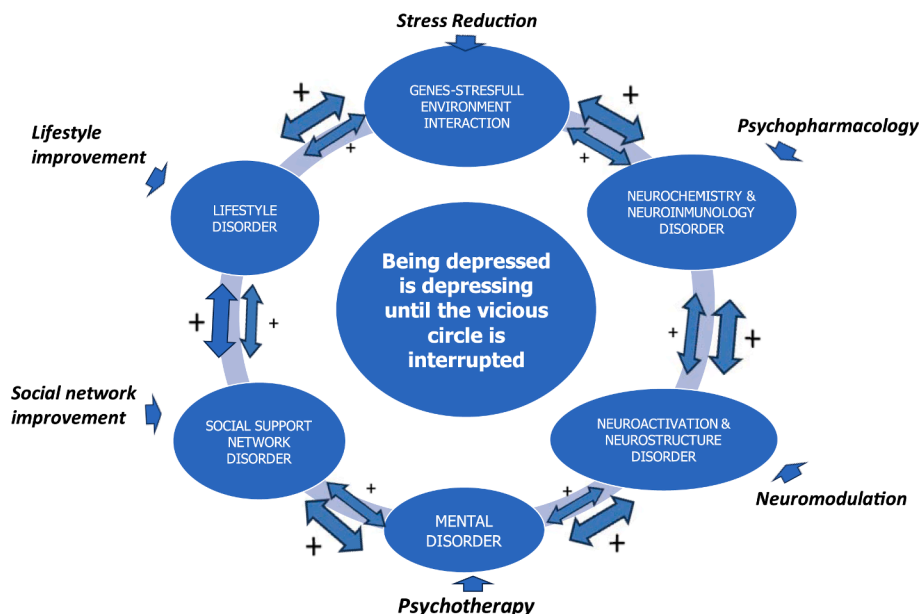 Stress Reduction
GENES-STRESFULL
ENVIRONMENT
INTERACTION
+
+
+
+
Psychopharmacology
Lifestyle
improvement
LIFESTYLE
DISORDER
NEUROCHEMISTRY &
NEUROINMUNOLOGY
DISORDER
Being depressed
is depressing
until the vicious
circle is
interrupted
+
+
+
+
Social network
improvement
SOCIAL SUPPORT
NETWORK
DISORDER
NEUROACTIVATION &
NEUROSTRUCTURE
DISORDER
Neuromodulation
+
+
+
+
MENTAL
DISORDER
Psychotherapy